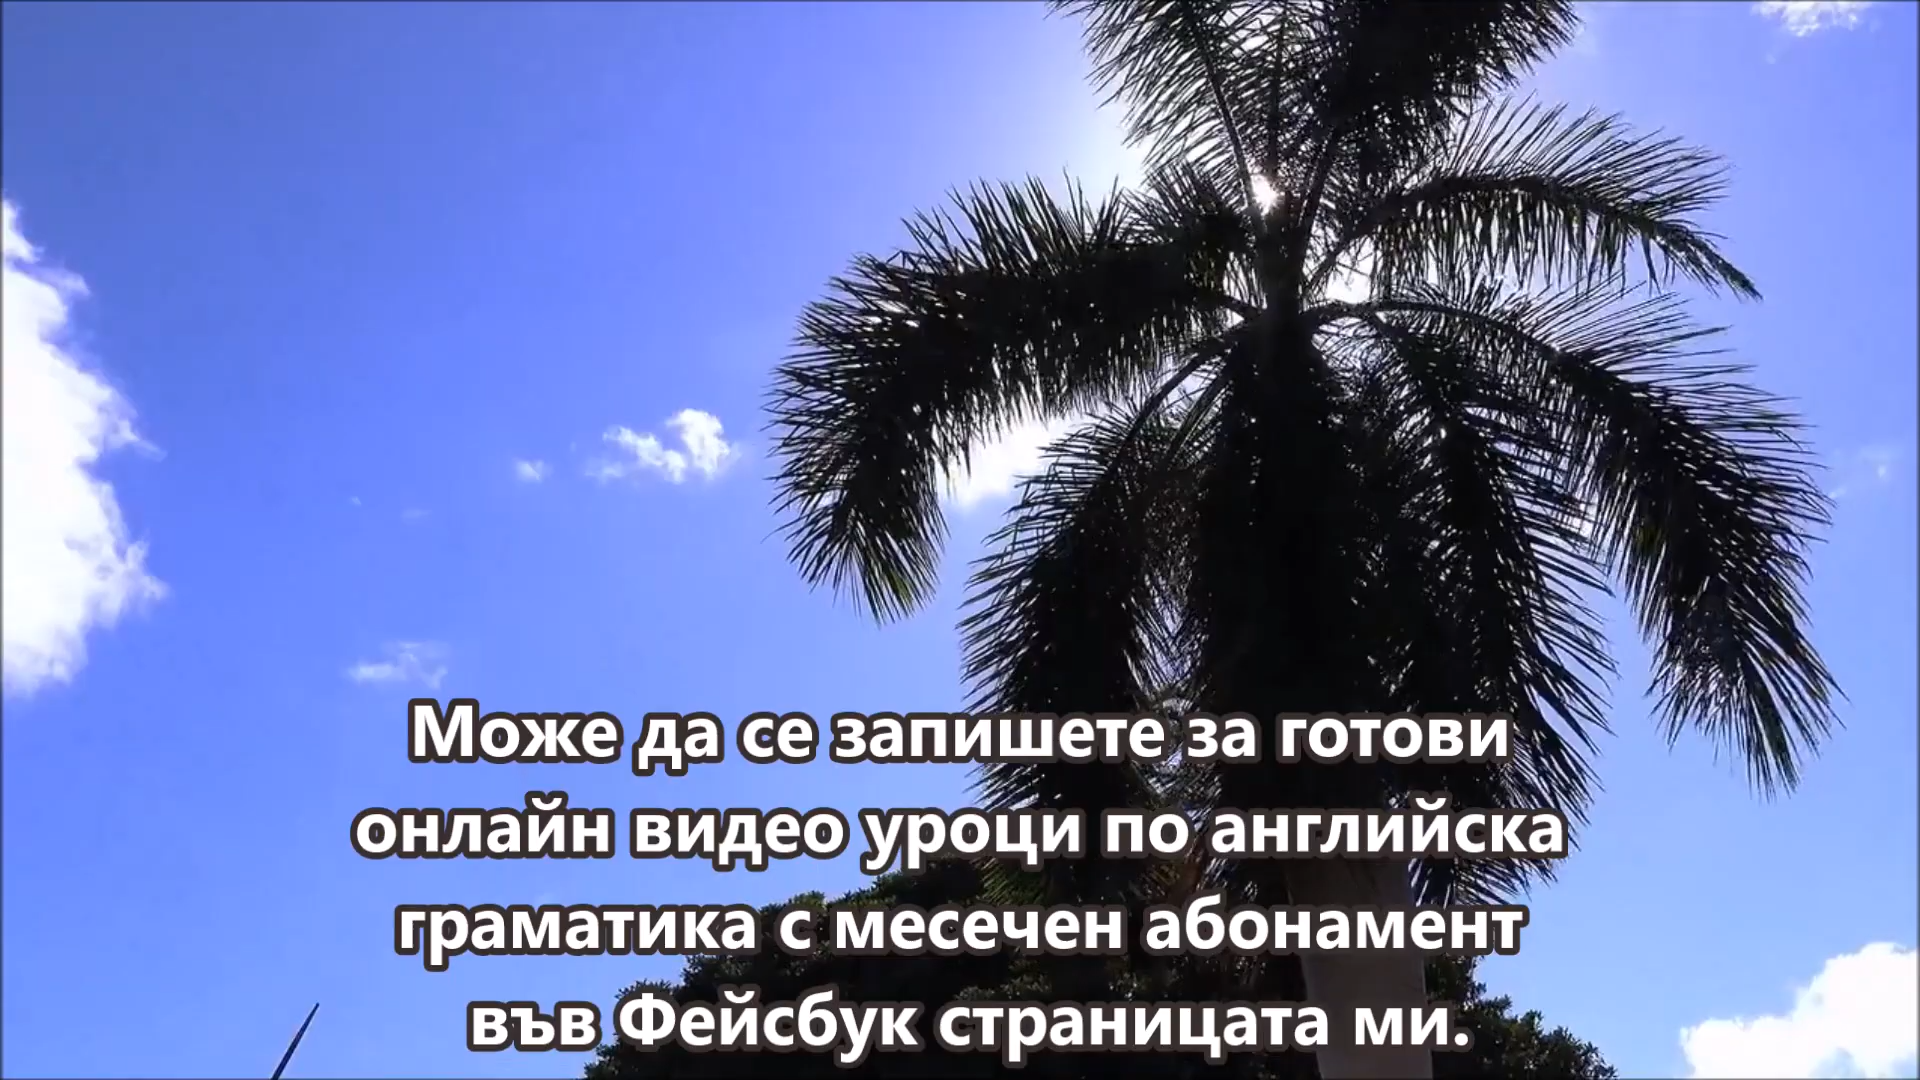 Може да се запишете за готови
онлайн видео уроци по английска
граматика с месечен абонамент
във Фейсбук страницата ми.